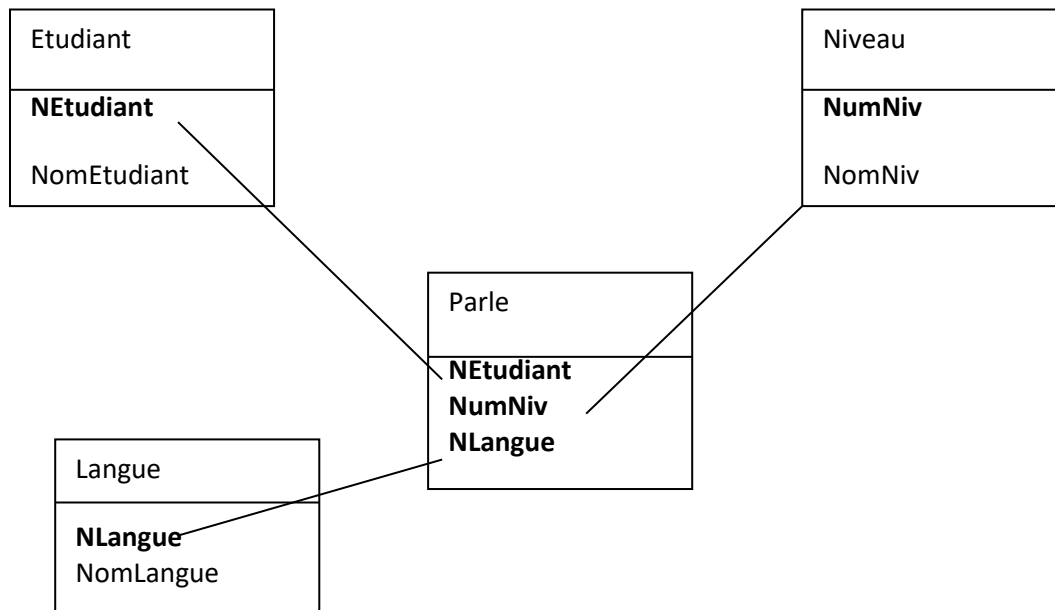 Etudiant
NEtudiant
NomEtudiant
Niveau
NumNiv
NomNiv
Parle
NEtudiant
NumNiv
NLangue
Langue
NLangue
NomLangue